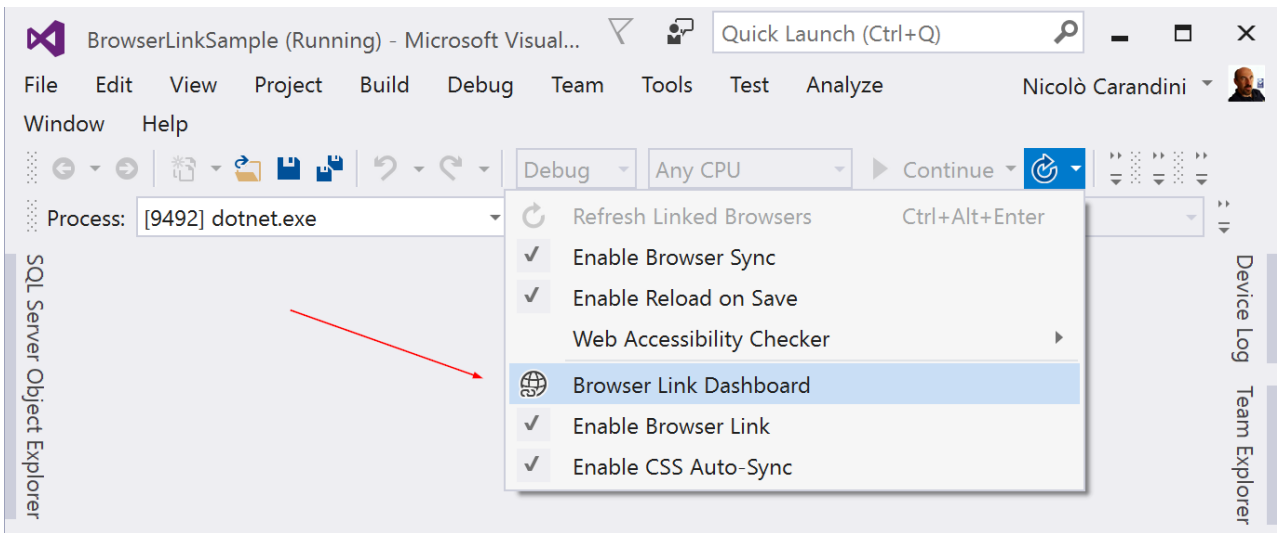 BrowserLinkSample (Running) - Microsoft Visual...
Quick Launch (Ctrl+Q)
File Edit View Project Build Debug Team Tools Test Analyze
Nicolò Carandini
Window Help
Debug Any CPU Continue
Process: [9492] dotnet.exe
Refresh Linked Browsers Ctrl+Alt+Enter
Enable Browser Sync
Enable Reload on Save
Web Accessibility Checker
Browser Link Dashboard
Enable Browser Link
Enable CSS Auto-Sync
SQL Server Object Explorer
Device Log
Team Explorer